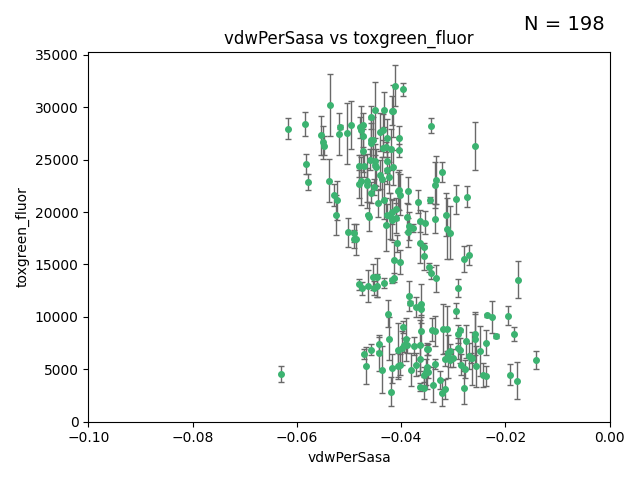 N = 198
vdwPerSasa vs toxgreen_fluor
35000
30000
25000
20000
15000
10000
5000
0
toxgreen_fluor
−0.10 −0.08 −0.06 −0.04 −0.02 0.00
vdwPerSasa